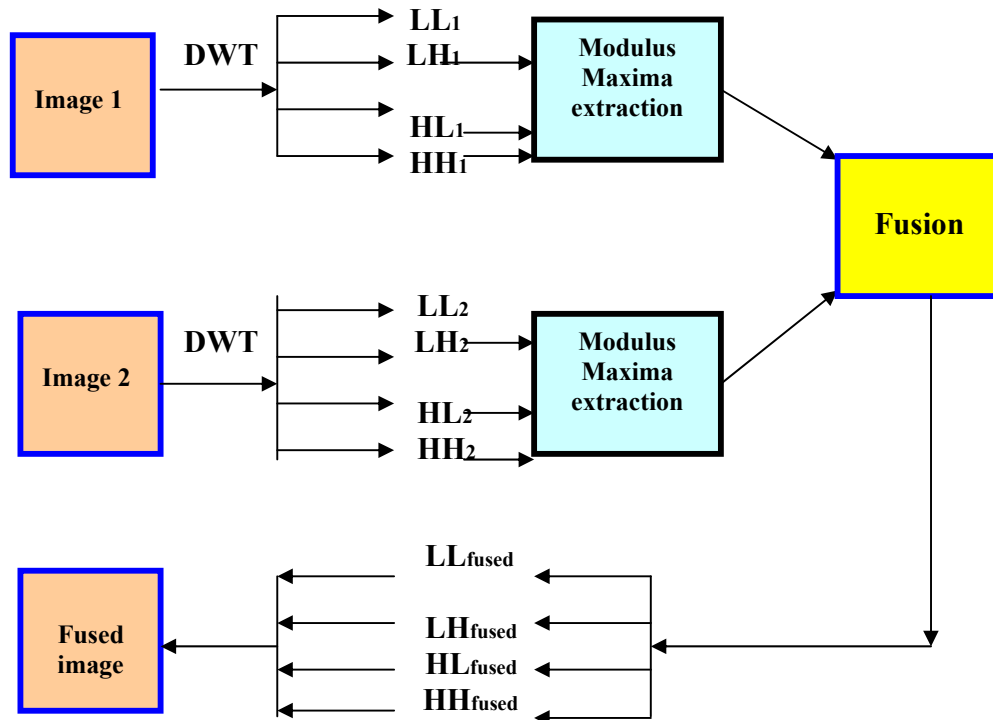 Image 1
DWT
LL1
LH1
HL1
HH1
Modulus
Maxima
extraction
Fusion
Image 2
DWT
LL2
LH2
HL2
HH2
Modulus
Maxima
extraction
Fused
image
LLfused
LHfused
HLfused
HHfused